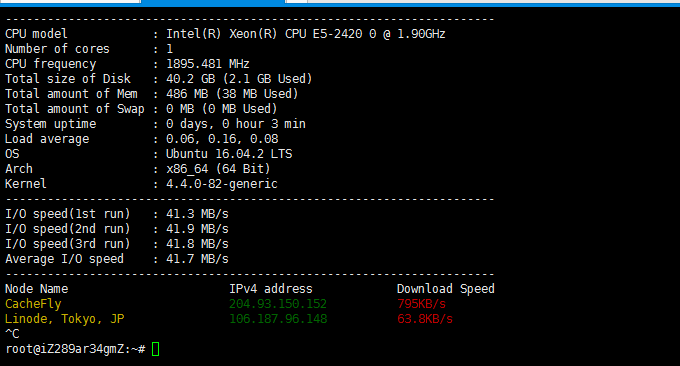 ----------------------------------------------------------------------
CPU model            : Intel(R) Xeon(R) CPU E5-2420 0 @ 1.90GHz
Number of cores      : 1
CPU frequency        : 1895.481 MHz
Total size of Disk   : 40.2 GB (2.1 GB Used)
Total amount of Mem  : 486 MB (38 MB Used)
Total amount of Swap : 0 MB (0 MB Used)
System uptime        : 0 days, 0 hour 3 min
Load average         : 0.06, 0.16, 0.08
OS                   : Ubuntu 16.04.2 LTS
Arch                 : x86_64 (64 Bit)
Kernel               : 4.4.0-82-generic
----------------------------------------------------------------------
I/O speed(1st run)   : 41.3 MB/s
I/O speed(2nd run)   : 41.9 MB/s
I/O speed(3rd run)   : 41.8 MB/s
Average I/O speed    : 41.7 MB/s
----------------------------------------------------------------------
Node Name                       IPv4 address            Download Speed
CacheFly                        204.93.150.152          795KB/s
Linode, Tokyo, JP               106.187.96.148          63.8KB/s
^C
root@iZ289ar34gmZ:~#